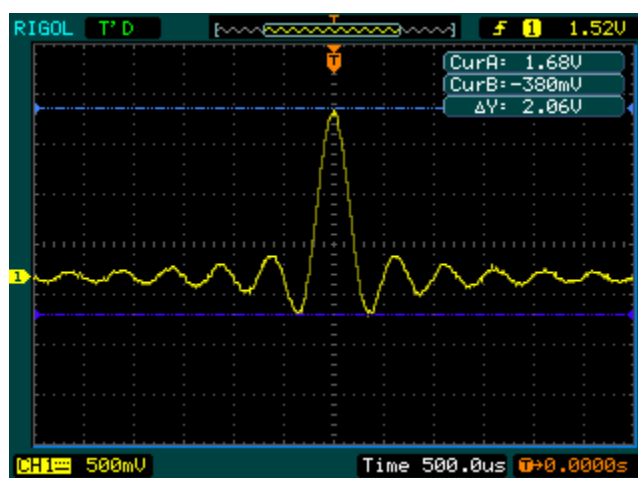 RIGOL T'D T 1 1.52V
T
CurA: 1.68V
CurB:-380mV
ΔY: 2.06V
1
CH1 500mV Time 500.0us T→0.0000s